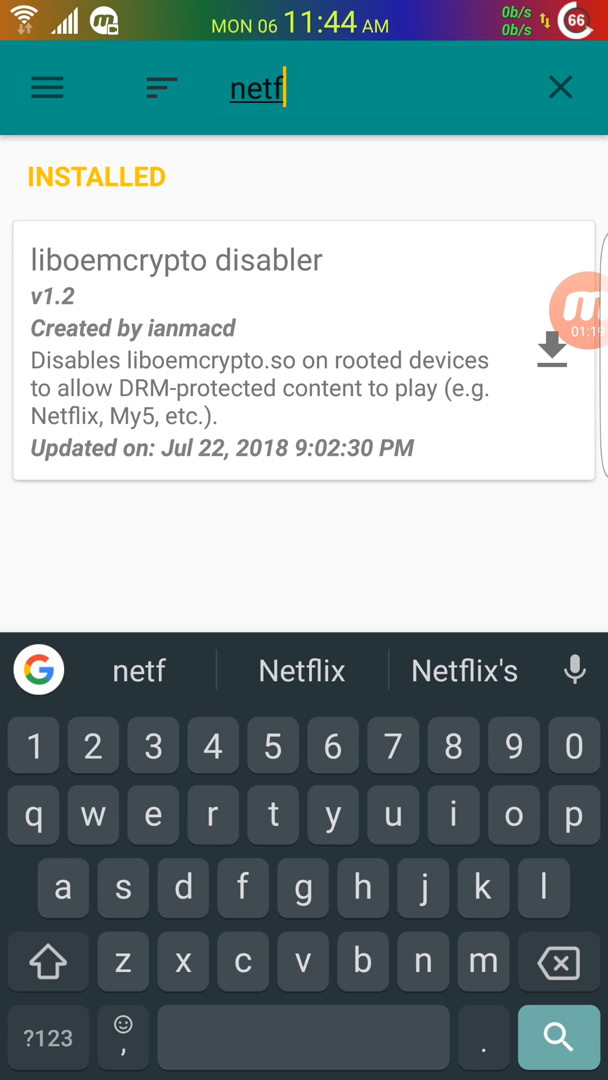 MON 06 11:44 AM
0b/s
0b/s
66
netf
INSTALLED
liboemcrypto disabler
v1.2
Created by ianmacd
Disables liboemcrypto.so on rooted devices
to allow DRM-protected content to play (e.g.
Netflix, My5, etc.).
Updated on: Jul 22, 2018 9:02:30 PM
01:19
netf Netflix Netflix's
1 2 3 4 5 6 7 8 9 0
q w e r t y u i o p
a s d f g h j k l
z x c v b n m
?123 , .